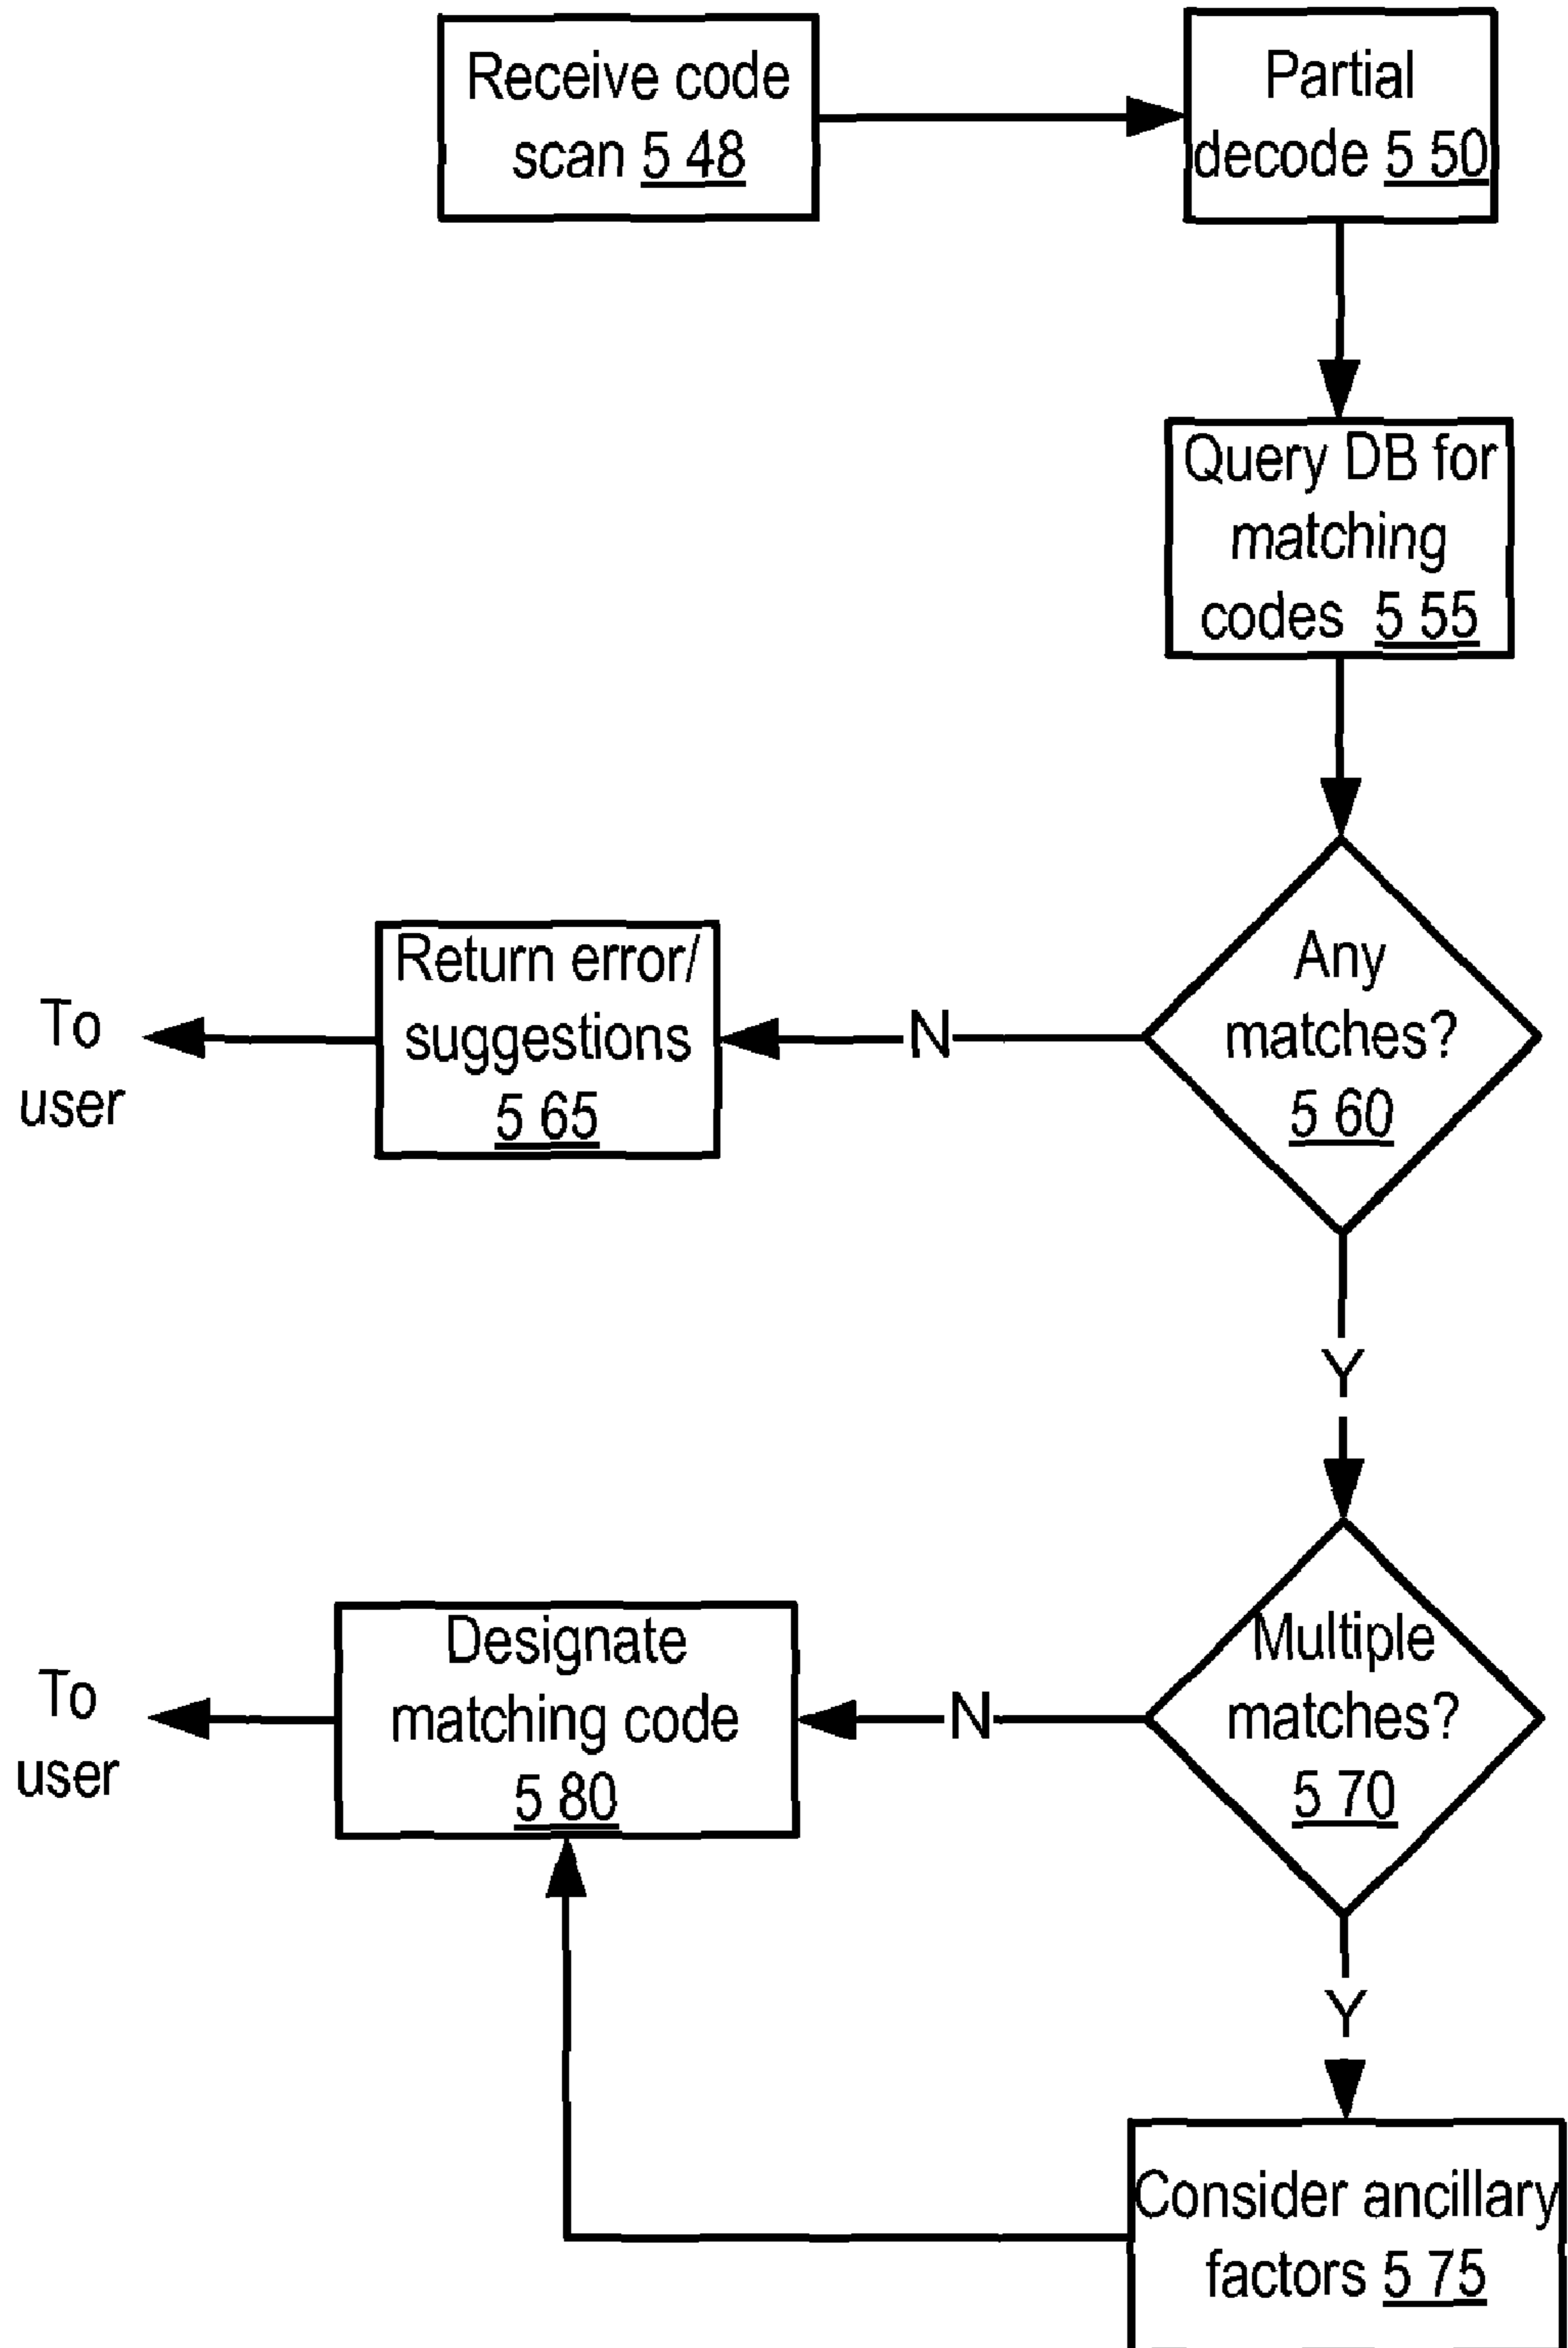 Receive code
scan 5 48
Partial
decode 5 50
Query DB for
matching
codes 5 55
Any
matches?
5 60
N
Return error/
suggestions
5 65
To
user
Y
Multiple
matches?
5 70
N
Designate
matching code
5 80
To
user
Y
Consider ancillary
factors 5 75